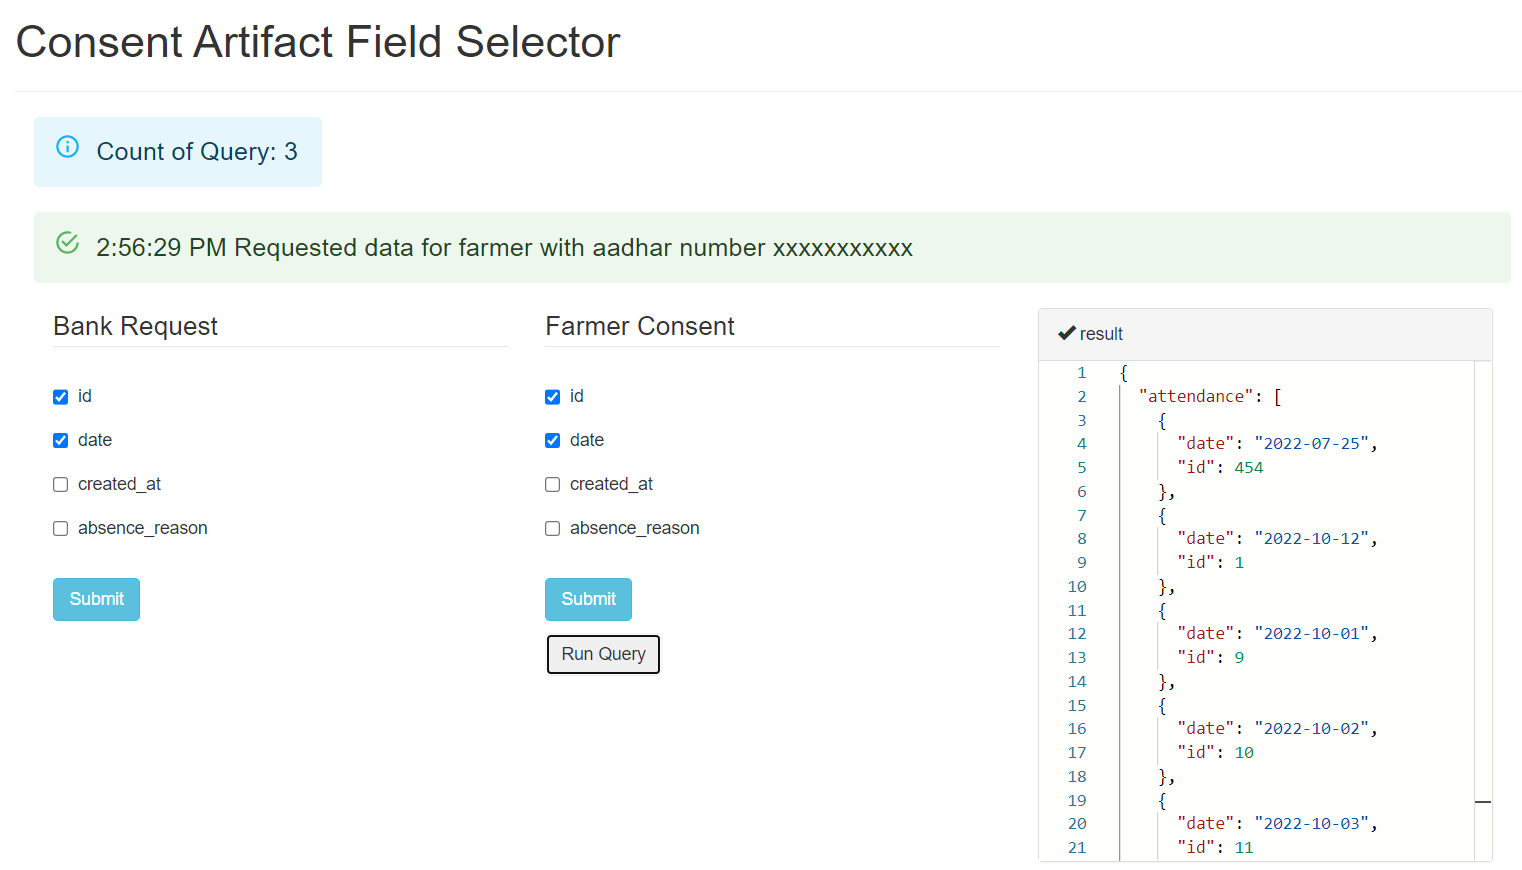 Consent Artifact Field Selector
Count of Query: 3
2:56:29 PM Requested data for farmer with aadhar number xxxxxxxxxxx
Bank Request
id
date
created_at
absence_reason
Submit
Farmer Consent
id
date
created_at
absence_reason
Submit
Run Query
result
1 {
2 "attendance": [
3 {
4 "date": "2022-07-25",
5 "id": 454
6 },
7 {
8 "date": "2022-10-12",
9 "id": 1
10 },
11 {
12 "date": "2022-10-01",
13 "id": 9
14 },
15 {
16 "date": "2022-10-02",
17 "id": 10
18 },
19 {
20 "date": "2022-10-03",
21 "id": 11